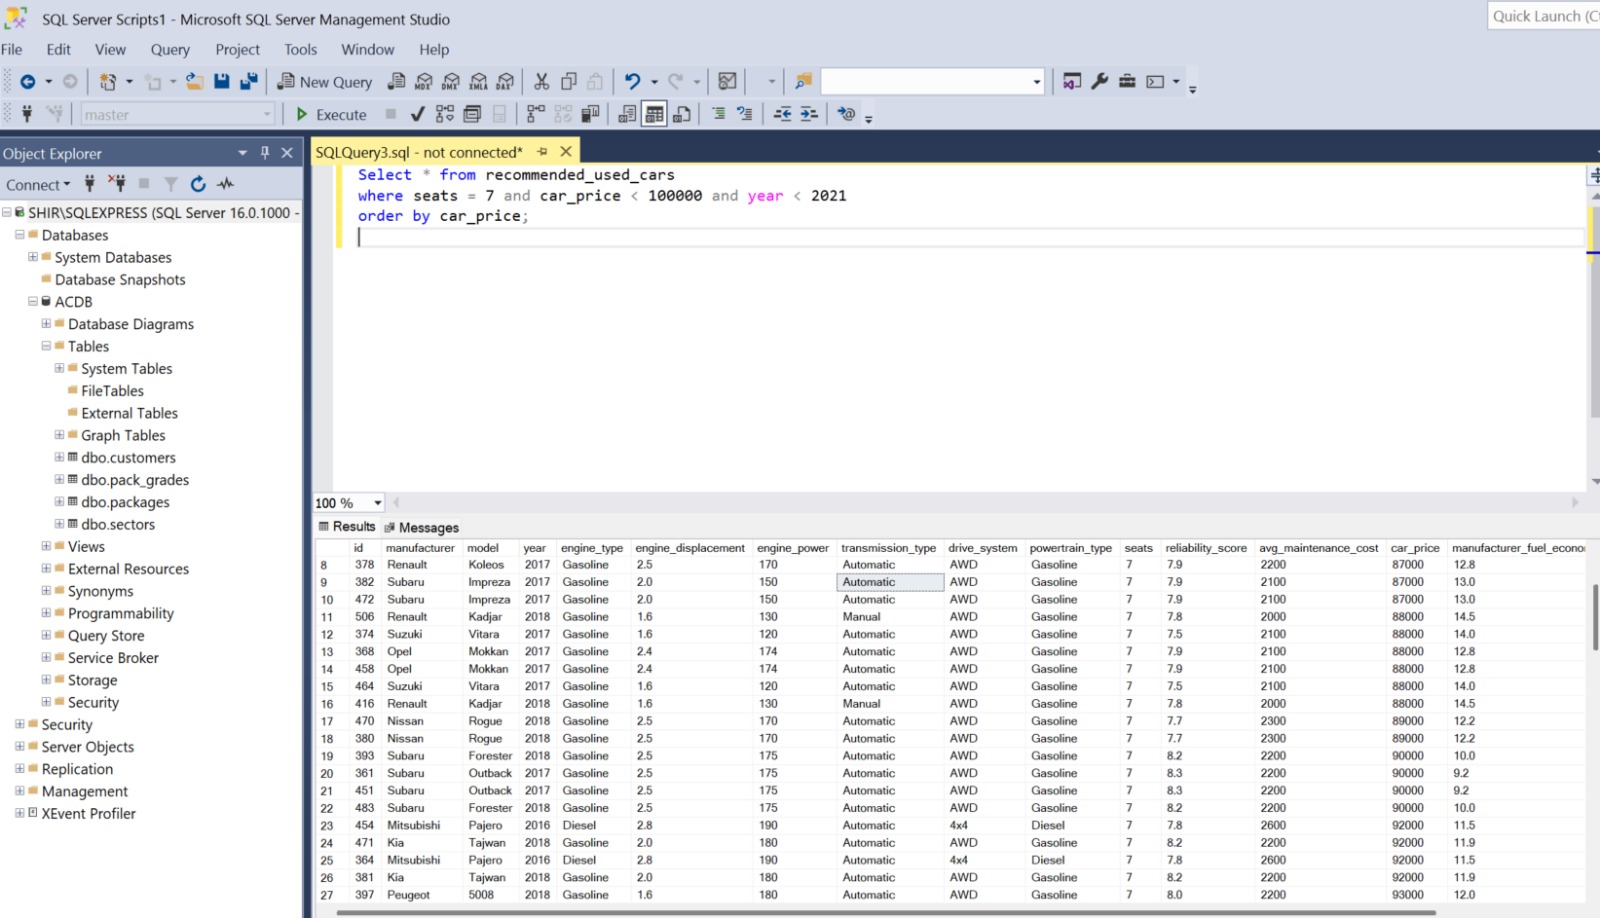 SQL Server Scripts1 - Microsoft SQL Server Management Studio
Quick Launch (Ct
File Edit View Query Project Tools Window Help
New Query MDX DMX XMLA DAX
master Execute
Object Explorer
SQLQuery3.sql - not connected*
Connect
SHIR\SQLEXPRESS (SQL Server 16.0.1000 -
Databases
System Databases
Database Snapshots
ACDB
Database Diagrams
Tables
System Tables
FileTables
External Tables
Graph Tables
dbo.customers
dbo.pack_grades
dbo.packages
dbo.sectors
Views
External Resources
Synonyms
Programmability
Query Store
Service Broker
Storage
Security
Security
Server Objects
Replication
Management
XEvent Profiler
Select * from recommended_used_cars
where seats = 7 and car_price < 100000 and year < 2021
order by car_price;
100 %
Results Messages
id manufacturer model year engine_type engine_displacement engine_power transmission_type drive_system powertrain_type seats reliability_score avg_maintenance_cost car_price manufacturer_fuel_econo
8 378 Renault Koleos 2017 Gasoline 2.5 170 Automatic AWD Gasoline 7 7.9 2200 87000 12.8
9 382 Subaru Impreza 2017 Gasoline 2.0 150 Automatic AWD Gasoline 7 7.9 2100 87000 13.0
10 472 Subaru Impreza 2017 Gasoline 2.0 150 Automatic AWD Gasoline 7 7.9 2100 87000 13.0
11 506 Renault Kadjar 2018 Gasoline 1.6 130 Manual AWD Gasoline 7 7.8 2000 88000 14.5
12 374 Suzuki Vitara 2017 Gasoline 1.6 120 Automatic AWD Gasoline 7 7.5 2100 88000 14.0
13 368 Opel Mokkan 2017 Gasoline 2.4 174 Automatic AWD Gasoline 7 7.9 2100 88000 12.8
14 458 Opel Mokkan 2017 Gasoline 2.4 174 Automatic AWD Gasoline 7 7.9 2100 88000 12.8
15 464 Suzuki Vitara 2017 Gasoline 1.6 120 Automatic AWD Gasoline 7 7.5 2100 88000 14.0
16 416 Renault Kadjar 2018 Gasoline 1.6 130 Manual AWD Gasoline 7 7.8 2000 88000 14.5
17 470 Nissan Rogue 2018 Gasoline 2.5 170 Automatic AWD Gasoline 7 7.7 2300 89000 12.2
18 380 Nissan Rogue 2018 Gasoline 2.5 170 Automatic AWD Gasoline 7 7.7 2300 89000 12.2
19 393 Subaru Forester 2018 Gasoline 2.5 175 Automatic AWD Gasoline 7 8.2 2200 90000 10.0
20 361 Subaru Outback 2017 Gasoline 2.5 175 Automatic AWD Gasoline 7 8.3 2200 90000 9.2
21 451 Subaru Outback 2017 Gasoline 2.5 175 Automatic AWD Gasoline 7 8.3 2200 90000 9.2
22 483 Subaru Forester 2018 Gasoline 2.5 175 Automatic AWD Gasoline 7 8.2 2200 90000 10.0
23 454 Mitsubishi Pajero 2016 Diesel 2.8 190 Automatic 4x4 Diesel 7 7.8 2600 92000 11.5
24 471 Kia Tajwan 2018 Gasoline 2.0 180 Automatic AWD Gasoline 7 8.2 2200 92000 11.9
25 364 Mitsubishi Pajero 2016 Diesel 2.8 190 Automatic 4x4 Diesel 7 7.8 2600 92000 11.5
26 381 Kia Tajwan 2018 Gasoline 2.0 180 Automatic AWD Gasoline 7 8.2 2200 92000 11.9
27 397 Peugeot 5008 2018 Gasoline 1.6 180 Automatic AWD Gasoline 7 8.0 2200 93000 12.0